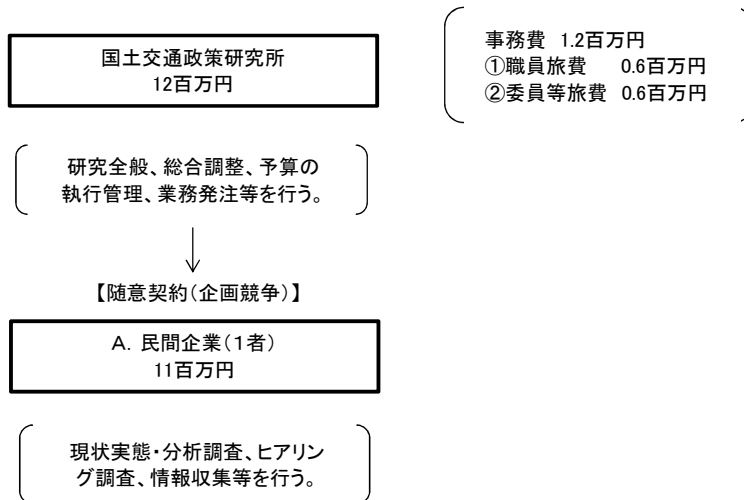 国土交通政策研究所
12百万円
事務費 1.2百万円
①職員旅費 0.6百万円
②委員等旅費 0.6百万円
研究全般、総合調整、予算の
執行管理、業務発注等を行う。
【随意契約(企画競争)】
A. 民間企業(1者)
11百万円
現状実態・分析調査、ヒアリン
グ調査、情報収集等を行う。